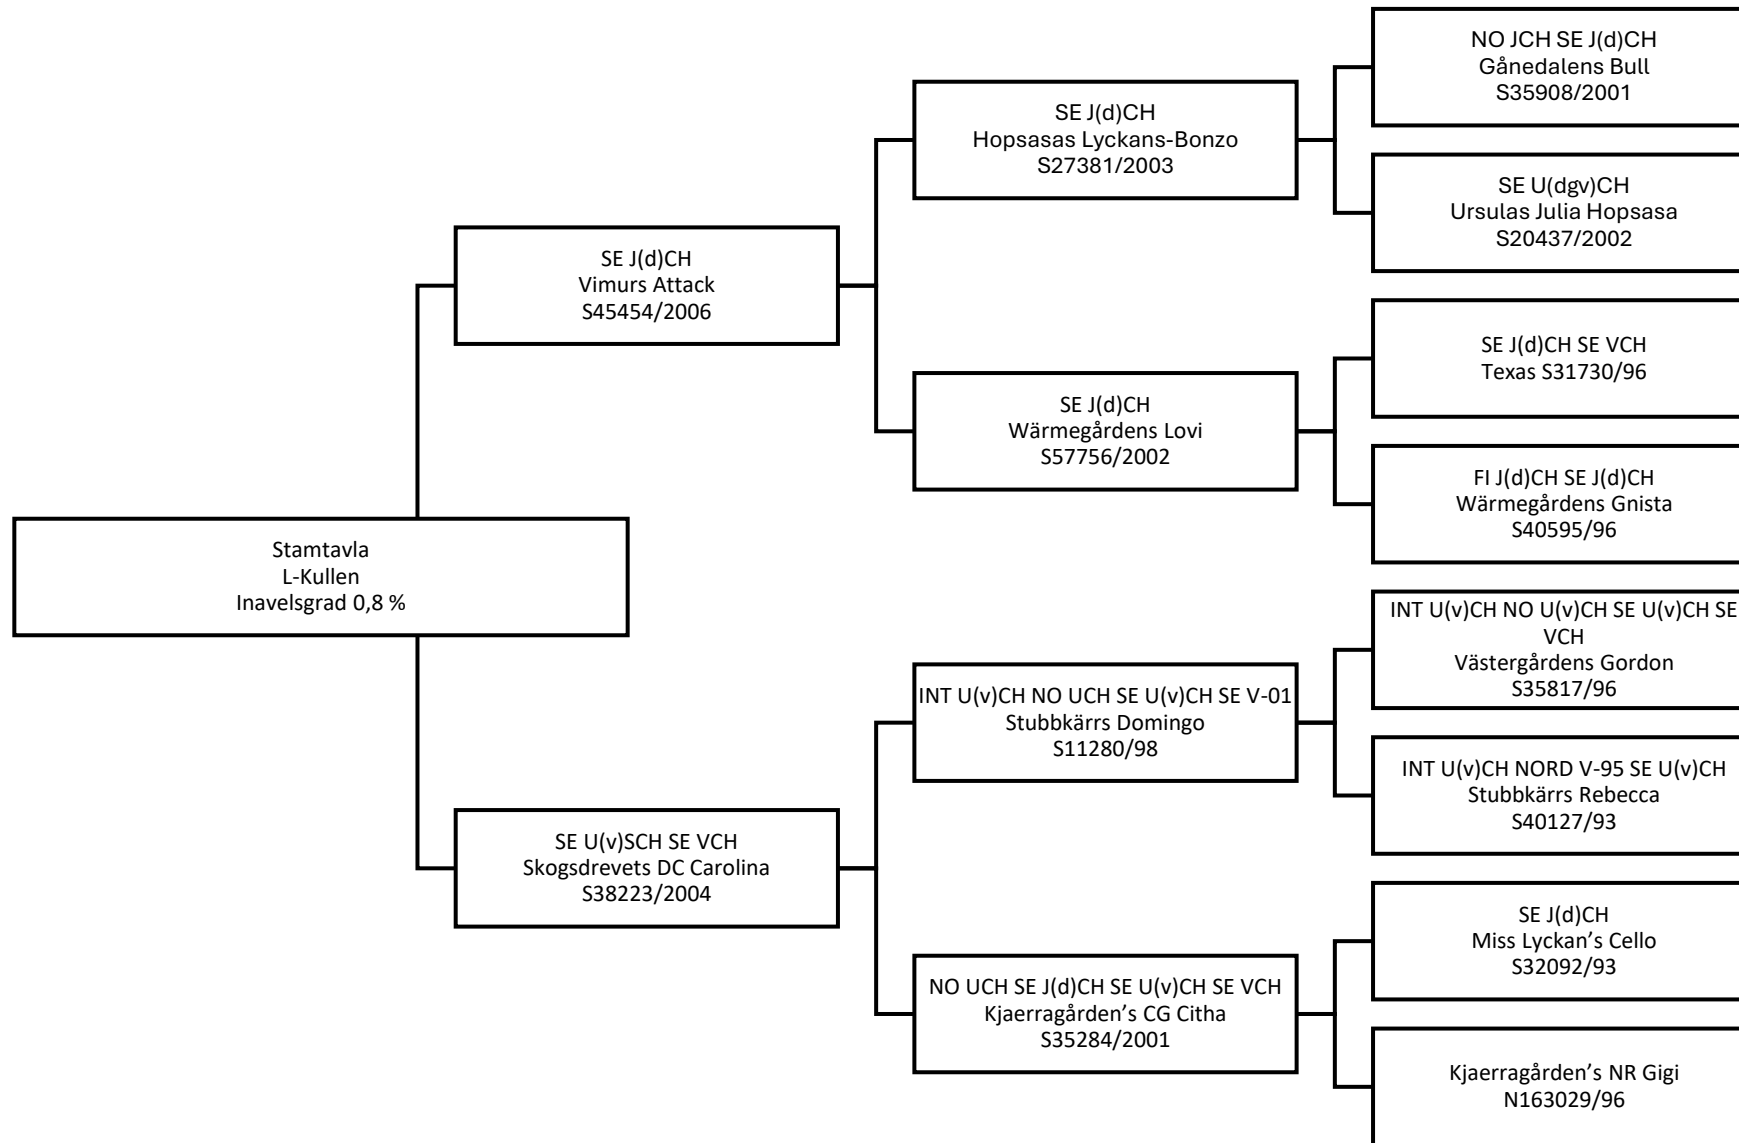 NO JCH SE J(d)CH
Gånedalens Bull
S35908/2001
SE J(d)CH
Hopsasas Lyckans-Bonzo
S27381/2003
SE U(dgv)CH
Ursulas Julia Hopsasa
S20437/2002
SE J(d)CH
Vimurs Attack
S45454/2006
SE J(d)CH SE VCH
Texas S31730/96
SE J(d)CH
Wärmegårdens Lovi
S57756/2002
FI J(d)CH SE J(d)CH
Wärmegårdens Gnista
S40595/96
Stamtavla
L-Kullen
Inavelsgrad 0,8 %
INT U(v)CH NO U(v)CH SE U(v)CH SE
VCH
Västergårdens Gordon
S35817/96
INT U(v)CH NO UCH SE U(v)CH SE V-01
Stubbkärrs Domingo
S11280/98
INT U(v)CH NORD V-95 SE U(v)CH
Stubbkärrs Rebecca
S40127/93
SE U(v)SCH SE VCH
Skogsdrevets DC Carolina
S38223/2004
SE J(d)CH
Miss Lyckan’s Cello
S32092/93
NO UCH SE J(d)CH SE U(v)CH SE VCH
Kjaerragården’s CG Citha
S35284/2001
Kjaerragården’s NR Gigi
N163029/96